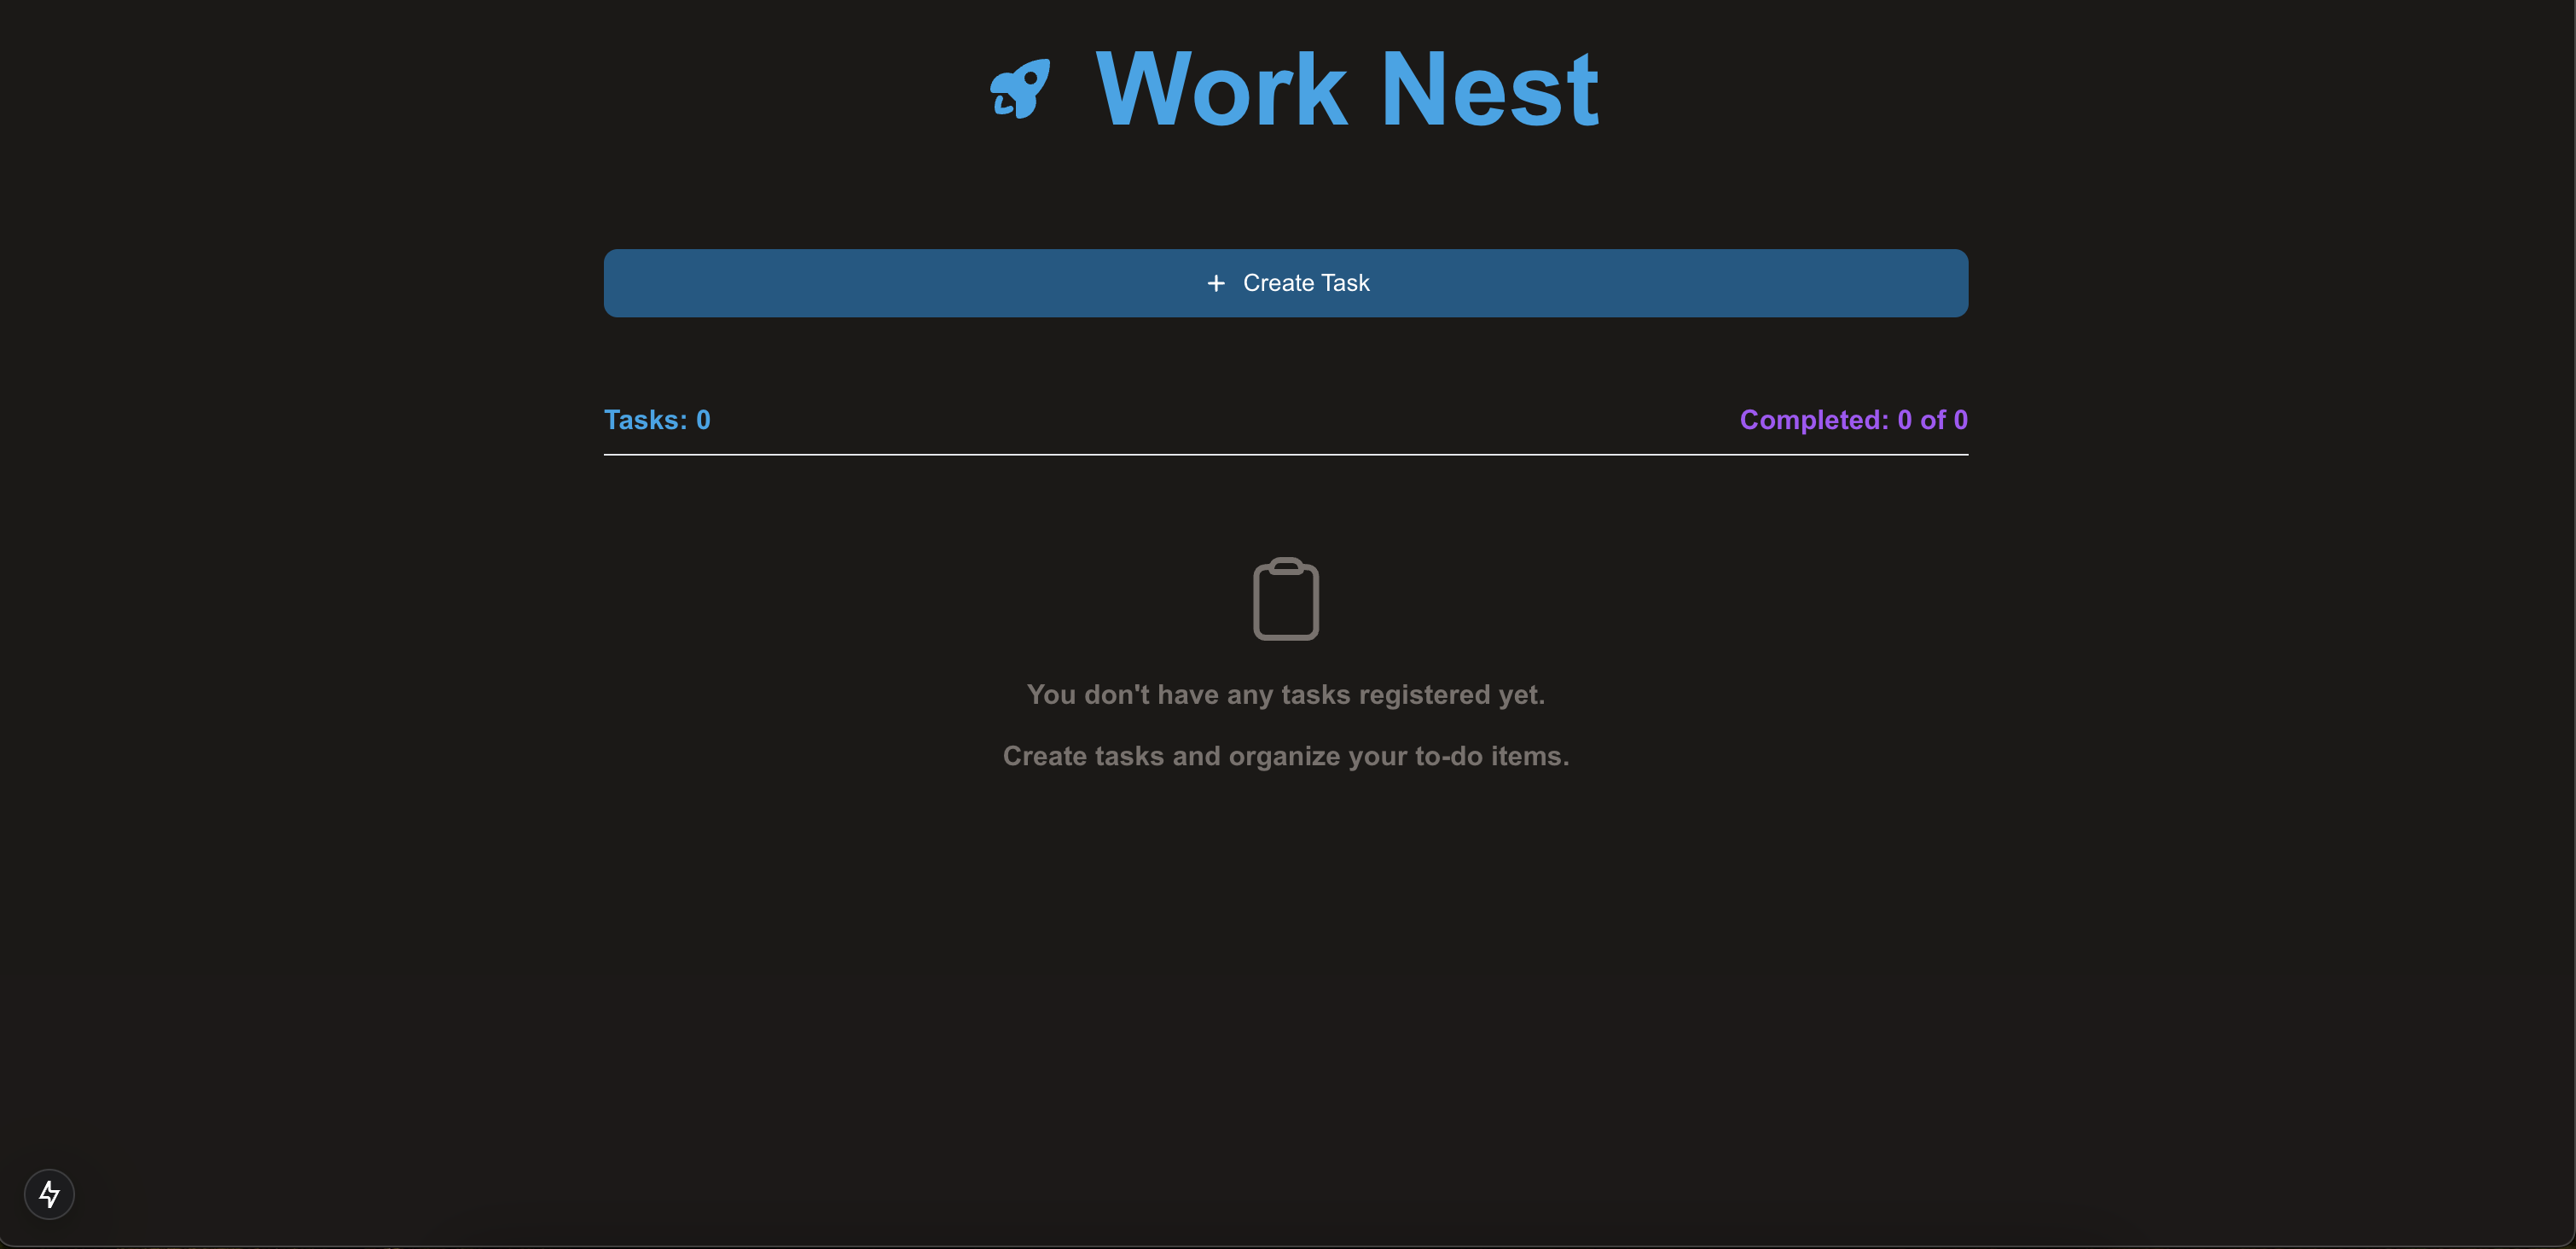 Work Nest
+ Create Task
Tasks: 0
Completed: 0 of 0
You don't have any tasks registered yet.
Create tasks and organize your to-do items.